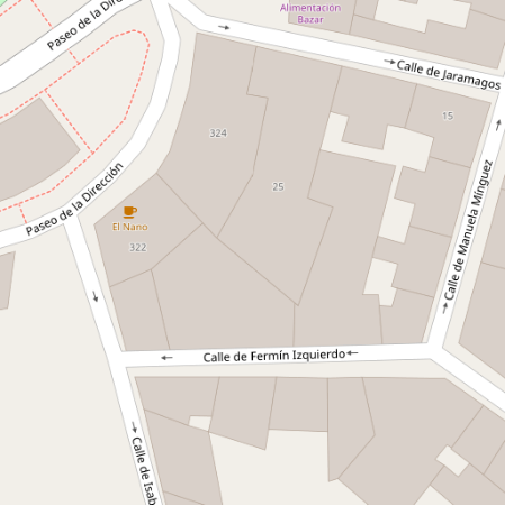 Alimentación
Bazar
Paseo de la Direc
Calle de Jaramagos
15
324
25
Calle de Manuela Mínguez
Paseo de la Dirección
El Nano
322
Calle de Fermín Izquierdo
Calle de Isab